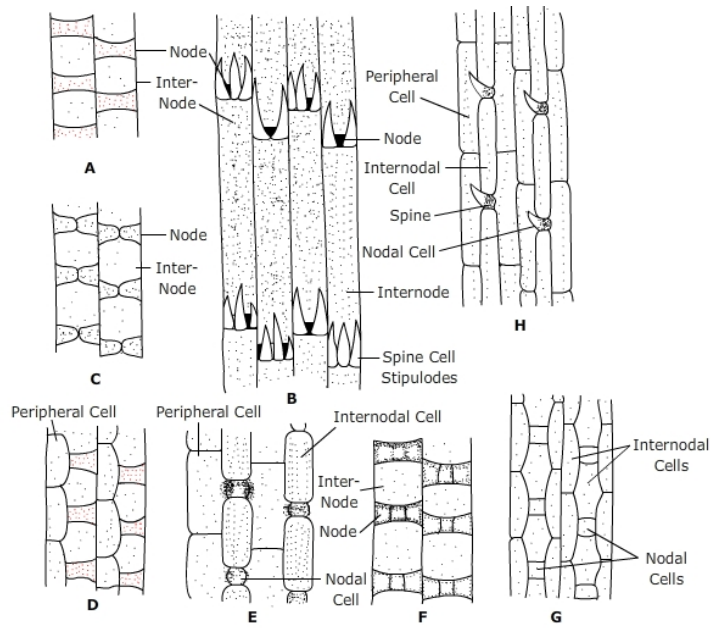 Node
Inter-
Node
A
Node
Inter-
Node
C
Node
Internode
Spine Cell
Stipulodes
B
Peripheral
Cell
Internodal
Cell
Spine
Nodal Cell
H
Peripheral Cell
D
Peripheral Cell
Internodal Cell
Nodal
Cell
E
Inter-
Node
Node
F
Internodal
Cells
Nodal
Cells
G